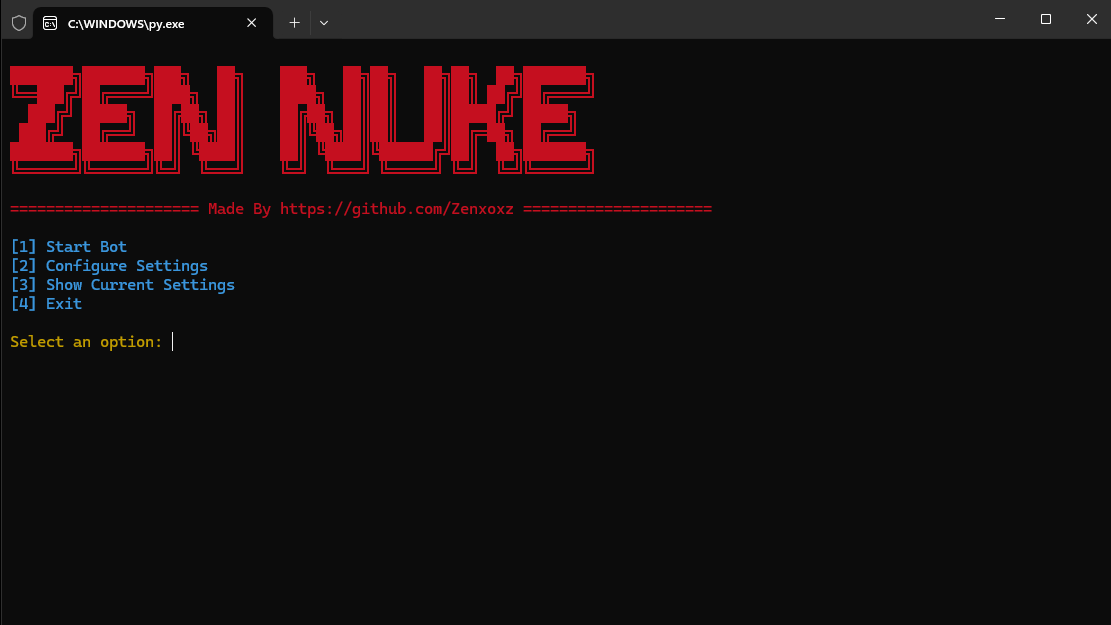 C:\WINDOWS\py.exe
ZEN NUKE
===================== Made By https://github.com/Zenxoxz =====================
[1] Start Bot
[2] Configure Settings
[3] Show Current Settings
[4] Exit
Select an option: